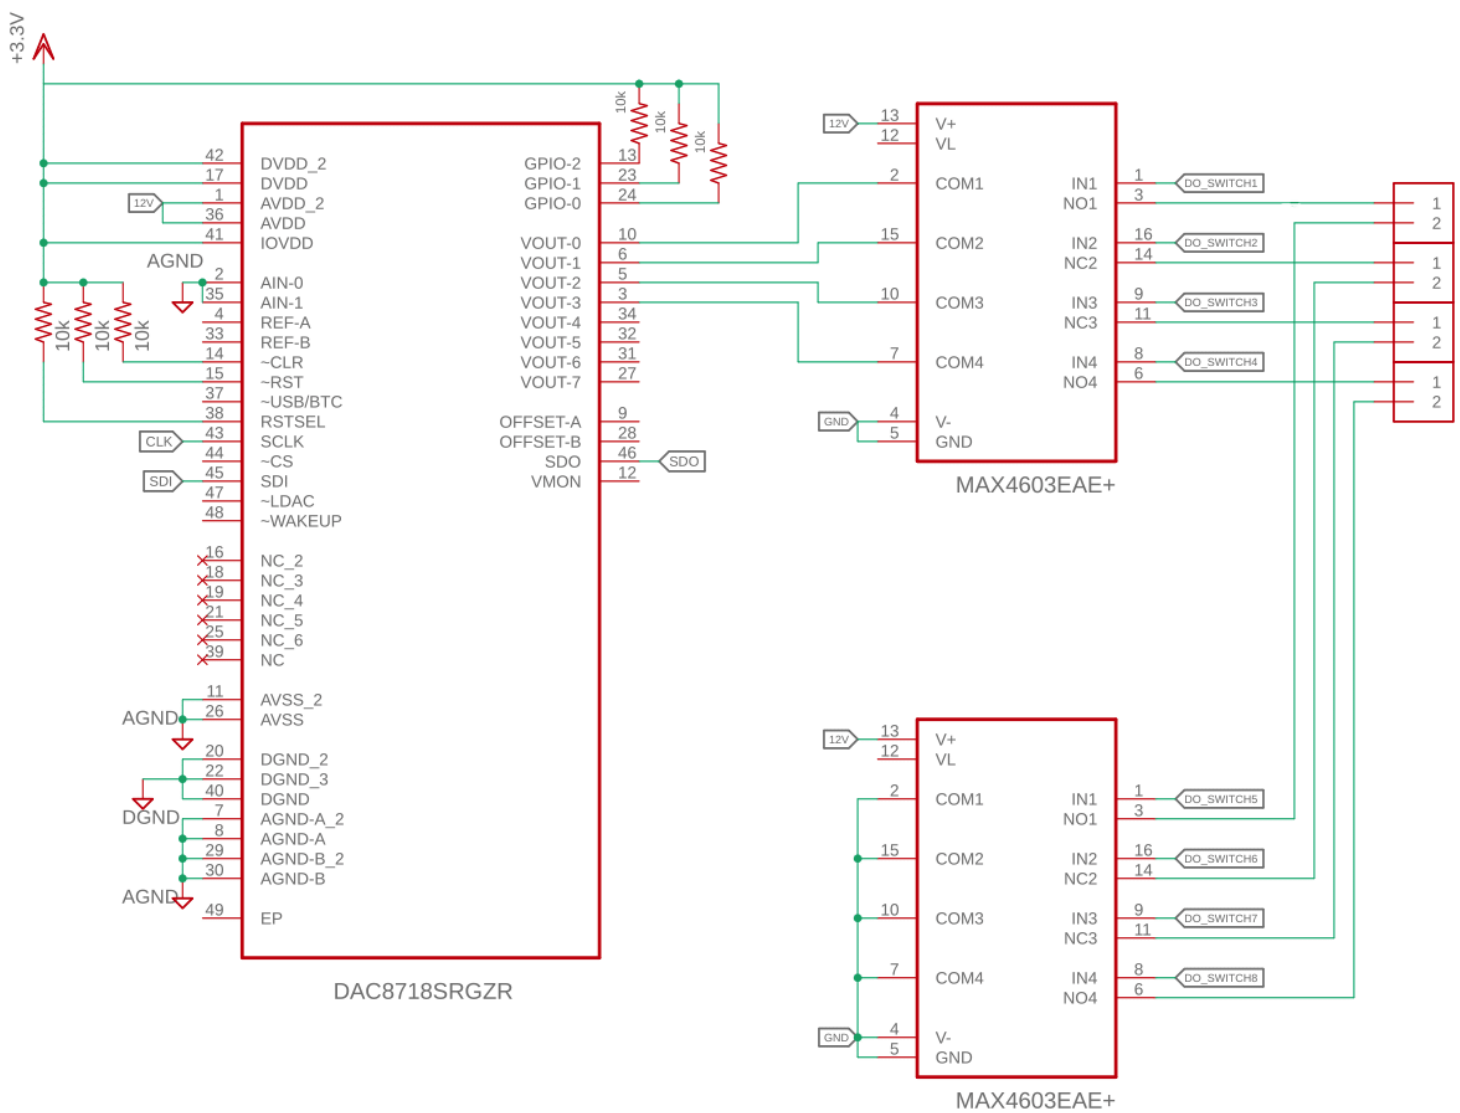 +3.3V
10k
10k
10k
42 DVDD_2
17 DVDD
12V
1 AVDD_2
36 AVDD
41 IOVDD
AGND
2 AIN-0
35 AIN-1
4 REF-A
33 REF-B
10k
10k
10k
14 ~CLR
15 ~RST
37 ~USB/BTC
38 RSTSEL
CLK
43 SCLK
44 ~CS
SDI
45 SDI
47 ~LDAC
48 ~WAKEUP
16 NC_2
18 NC_3
19 NC_4
21 NC_5
25 NC_6
39 NC
11 AVSS_2
AGND
26 AVSS
20 DGND_2
22 DGND_3
40 DGND
DGND
7 AGND-A_2
8 AGND-A
29 AGND-B_2
30 AGND-B
AGND
49 EP
GPIO-2 13
GPIO-1 23
GPIO-0 24
VOUT-0 10
VOUT-1 6
VOUT-2 5
VOUT-3 3
VOUT-4 34
VOUT-5 32
VOUT-6 31
VOUT-7 27
OFFSET-A 9
OFFSET-B 28
SDO 46
SDO
VMON 12
DAC8718SRGZR
12V
13 V+
12 VL
2 COM1
15 COM2
10 COM3
7 COM4
GND
4 V-
5 GND
IN1 1 DO_SWITCH1
NO1 3
IN2 16 DO_SWITCH2
NC2 14
IN3 9 DO_SWITCH3
NC3 11
IN4 8 DO_SWITCH4
NO4 6
MAX4603EAE+
1
2
1
2
1
2
1
2
12V
13 V+
12 VL
2 COM1
15 COM2
10 COM3
7 COM4
GND
4 V-
5 GND
IN1 1 DO_SWITCH5
NO1 3
IN2 16 DO_SWITCH6
NC2 14
IN3 9 DO_SWITCH7
NC3 11
IN4 8 DO_SWITCH8
NO4 6
MAX4603EAE+